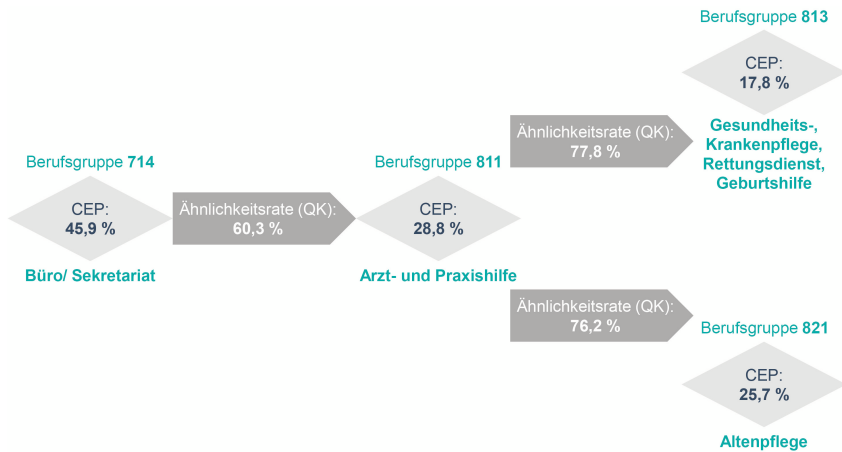 Berufsgruppe 714
CEP:
45,9 %
Büro/ Sekretariat
Ähnlichkeitsrate (QK):
60,3 %
Berufsgruppe 811
CEP:
28,8 %
Arzt- und Praxishilfe
Ähnlichkeitsrate (QK):
77,8 %
Berufsgruppe 813
CEP:
17,8 %
Gesundheits-,
Krankenpflege,
Rettungsdienst,
Geburtshilfe
Ähnlichkeitsrate (QK):
76,2 %
Berufsgruppe 821
CEP:
25,7 %
Altenpflege